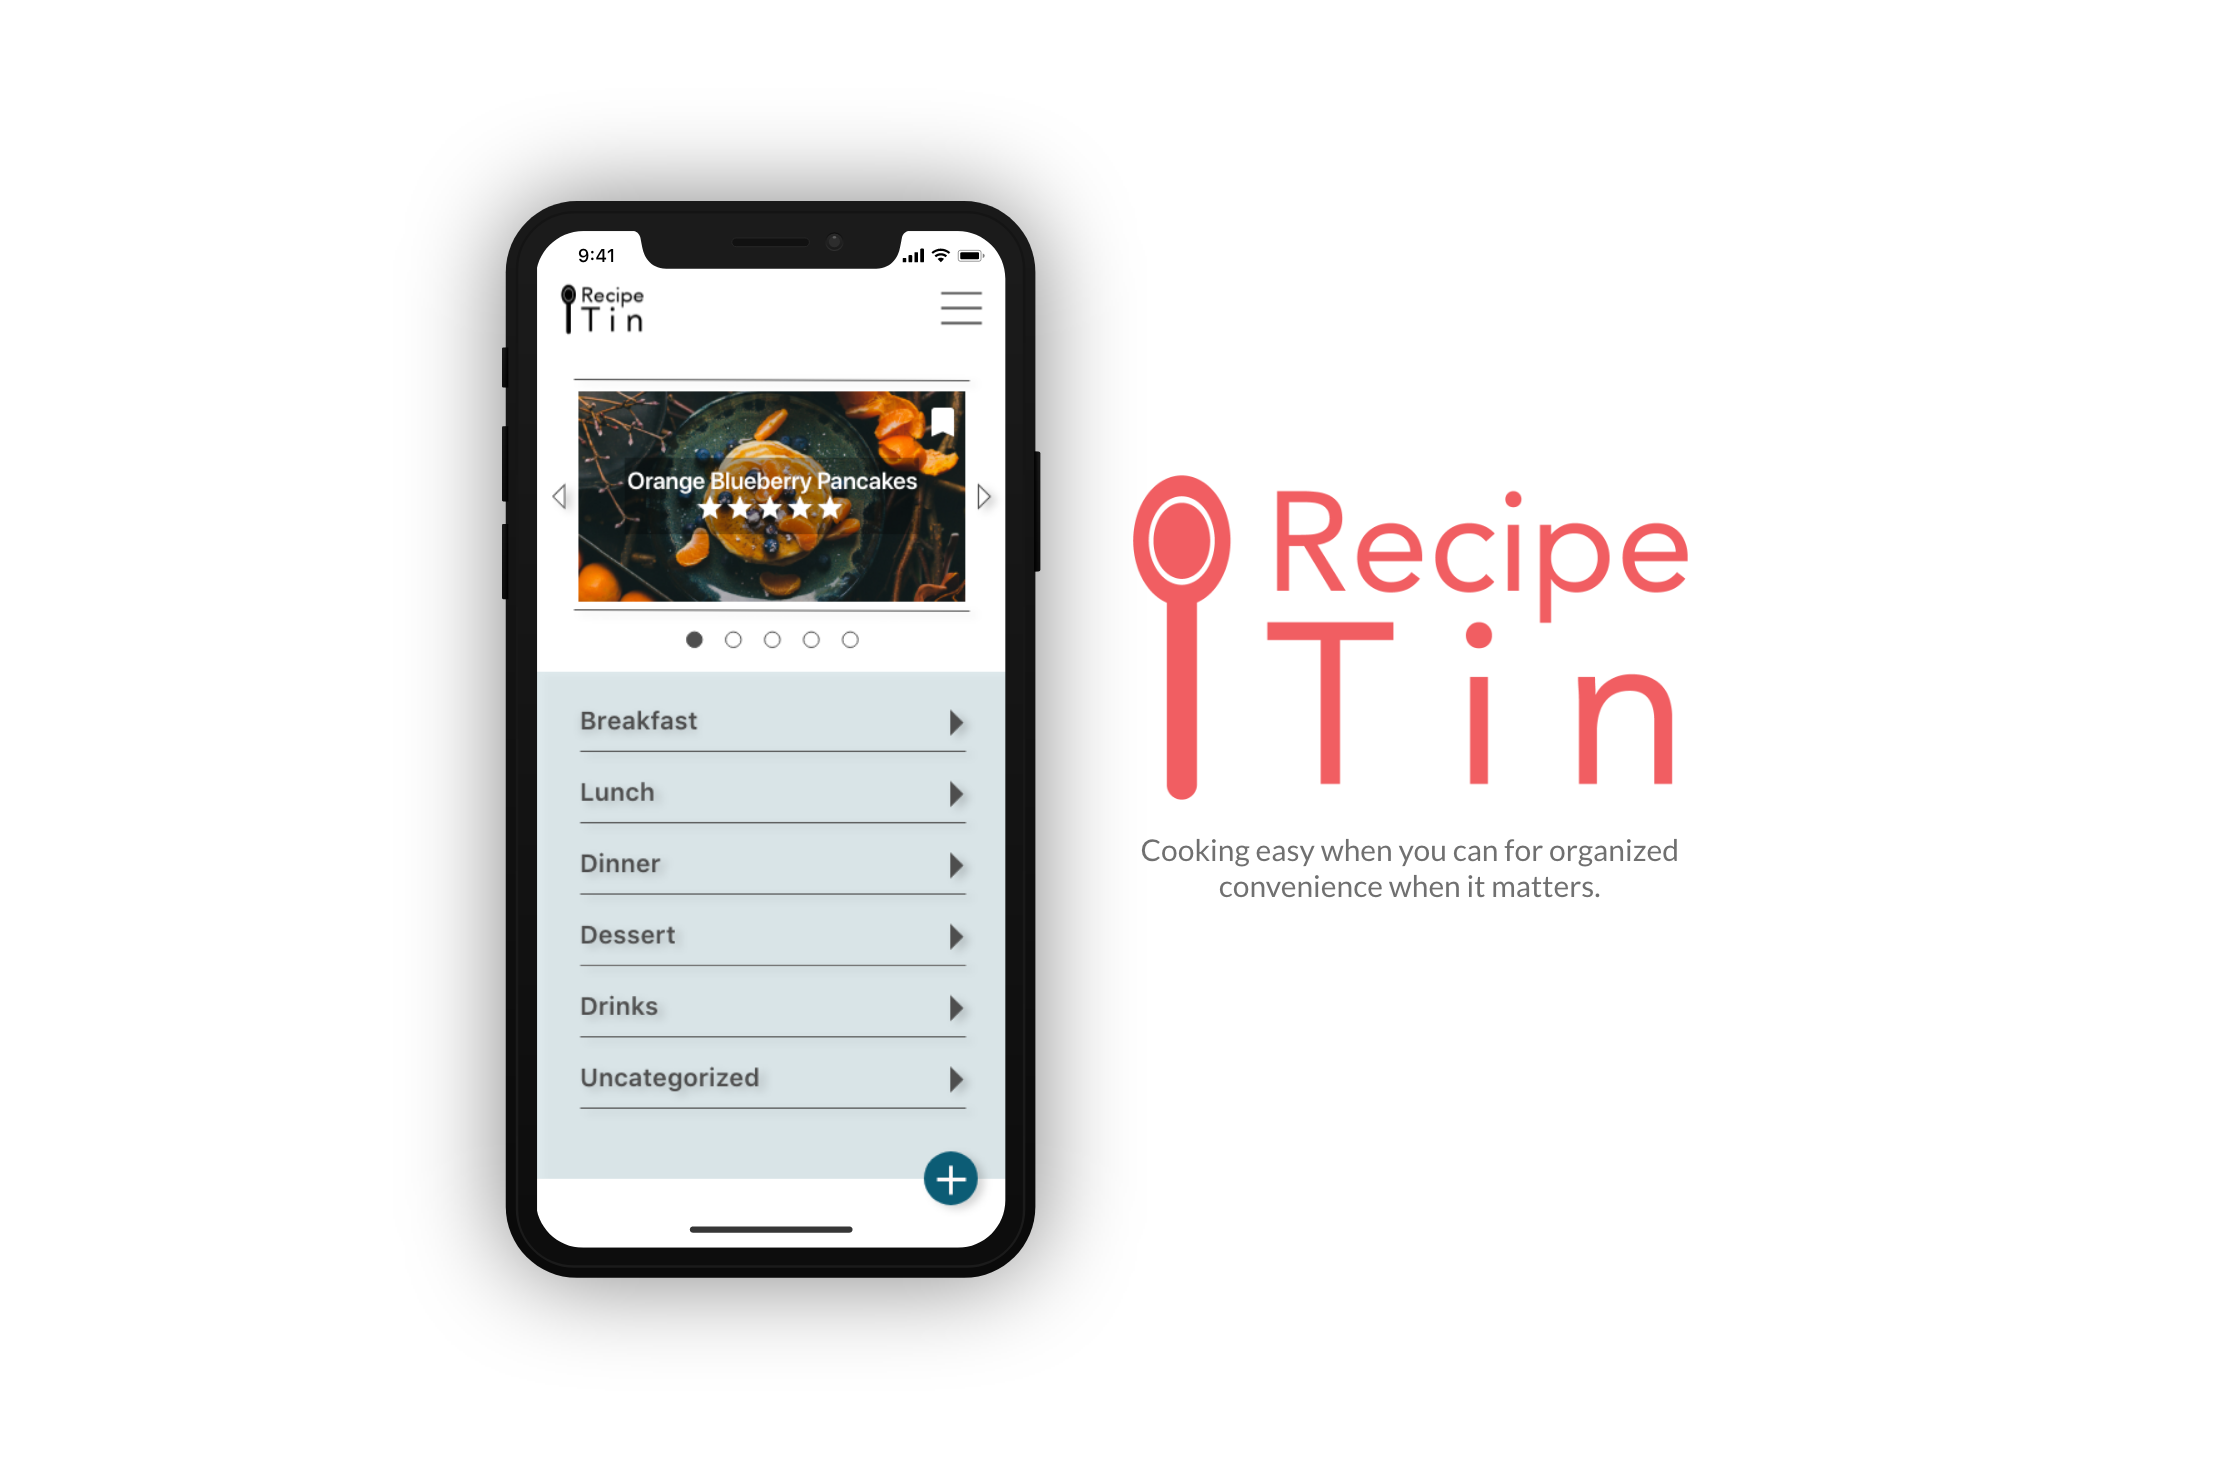 9:41
Recipe
Tin
Orange Blueberry Pancakes
Breakfast
Lunch
Dinner
Dessert
Drinks
Uncategorized
Recipe
Tin
Cooking easy when you can for organized
convenience when it matters.